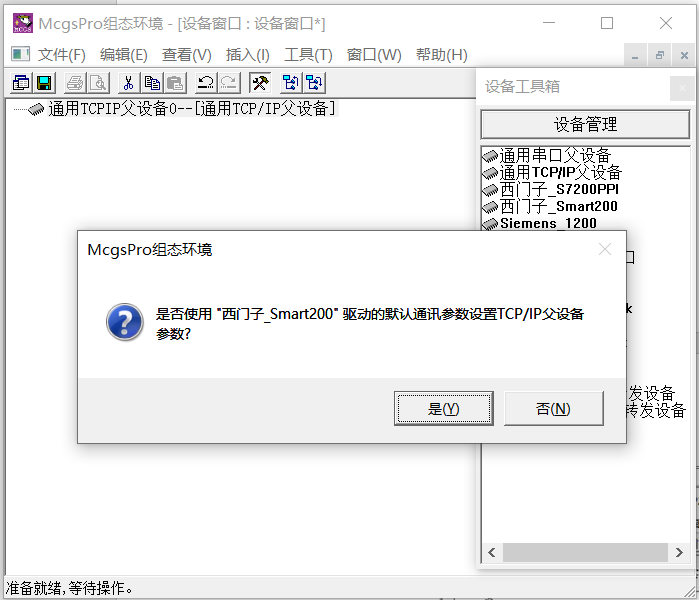 McgsPro组态环境 - [设备窗口 : 设备窗口*]
文件(F) 编辑(E) 查看(V) 插入(I) 工具(T) 窗口(W) 帮助(H)
通用TCPIP父设备0--[通用TCP/IP父设备]
设备工具箱
设备管理
通用串口父设备
通用TCP/IP父设备
西门子_S7200PPI
西门子_Smart200
Siemens_1200
McgsPro组态环境
是否使用 "西门子_Smart200" 驱动的默认通讯参数设置TCP/IP父设备
参数?
是(Y) 否(N)
发设备
转发设备
准备就绪,等待操作。